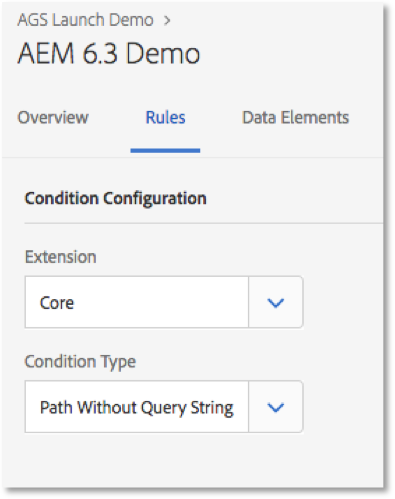 AGS Launch Demo >
AEM 6.3 Demo
Overview Rules Data Elements
Condition Configuration
Extension
Core
Condition Type
Path Without Query String